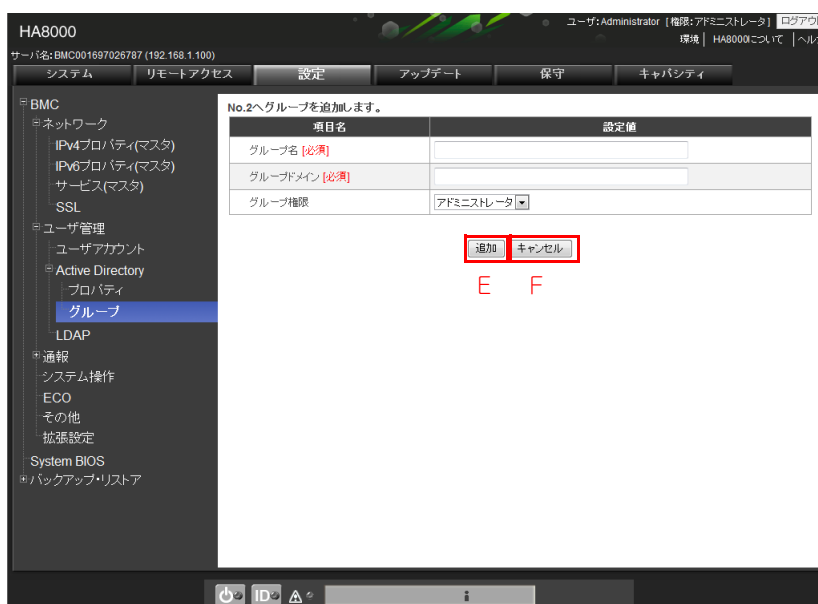 HA8000
ユーザ:Administrator [権限:アドミニストレータ] ログアウ
環境 | HA8000について | ヘル
サーバ名:BMC001697026787 (192.168.1.100)
システム リモートアクセス 設定 アップデート 保守 キャパシティ
BMC
ネットワーク
IPv4プロパティ(マスタ)
IPv6プロパティ(マスタ)
サービス(マスタ)
SSL
ユーザ管理
ユーザアカウント
Active Directory
プロパティ
グループ
LDAP
通報
システム操作
ECO
その他
拡張設定
System BIOS
バックアップ・リストア
No.2へグループを追加します。
項目名 設定値
グループ名 [必須]
グループドメイン [必須]
グループ権限 アドミニストレータ
追加 キャンセル
E F
ID